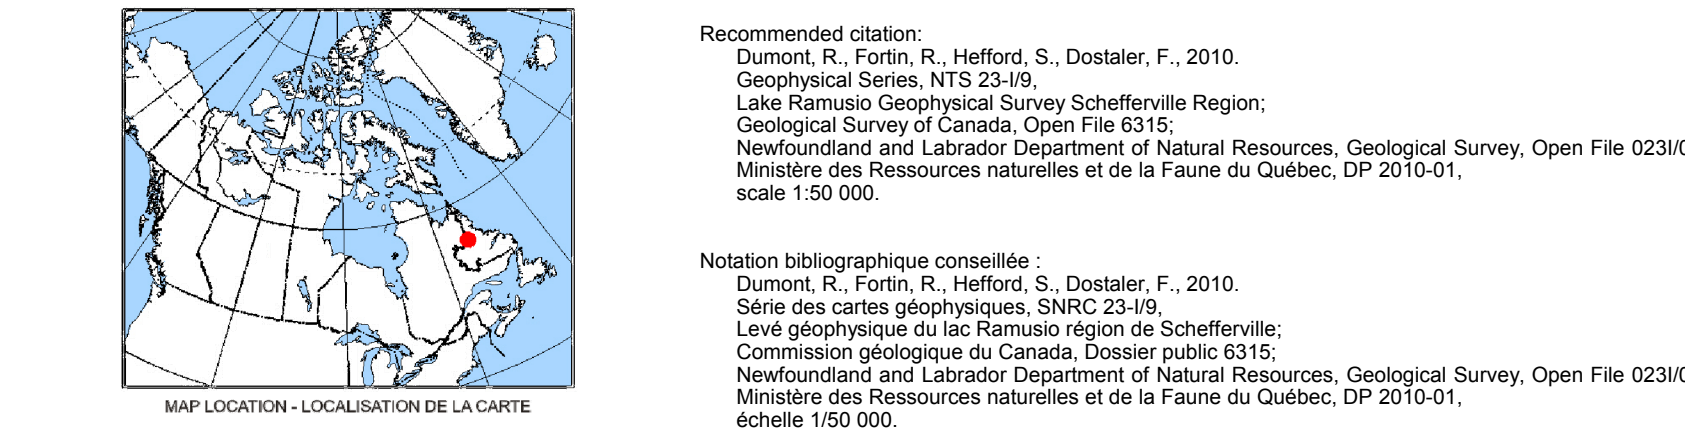 MAP LOCATION - LOCALISATION DE LA CARTE
Recommended citation:
Dumont, R., Fortin, R., Hefford, S., Dostaler, F., 2010.
Geophysical Series, NTS 23-I/9,
Lake Ramusio Geophysical Survey Schefferville Region;
Geological Survey of Canada, Open File 6315;
Newfoundland and Labrador Department of Natural Resources, Geological Survey, Open File
Ministère des Ressources naturelles et de la Faune du Québec, DP 2010-01,
scale 1:50 000.
Notation bibliographique conseillée :
Dumont, R., Fortin, R., Hefford, S., Dostaler, F., 2010.
Série des cartes géophysiques, SNRC 23-I/9,
Levé géophysique du lac Ramusio région de Schefferville;
Commission géologique du Canada, Dossier public 6315;
Newfoundland and Labrador Department of Natural Resources, Geological Survey, Open File
Ministère des Ressources naturelles et de la Faune du Québec, DP 2010-01,
échelle 1/50 000.